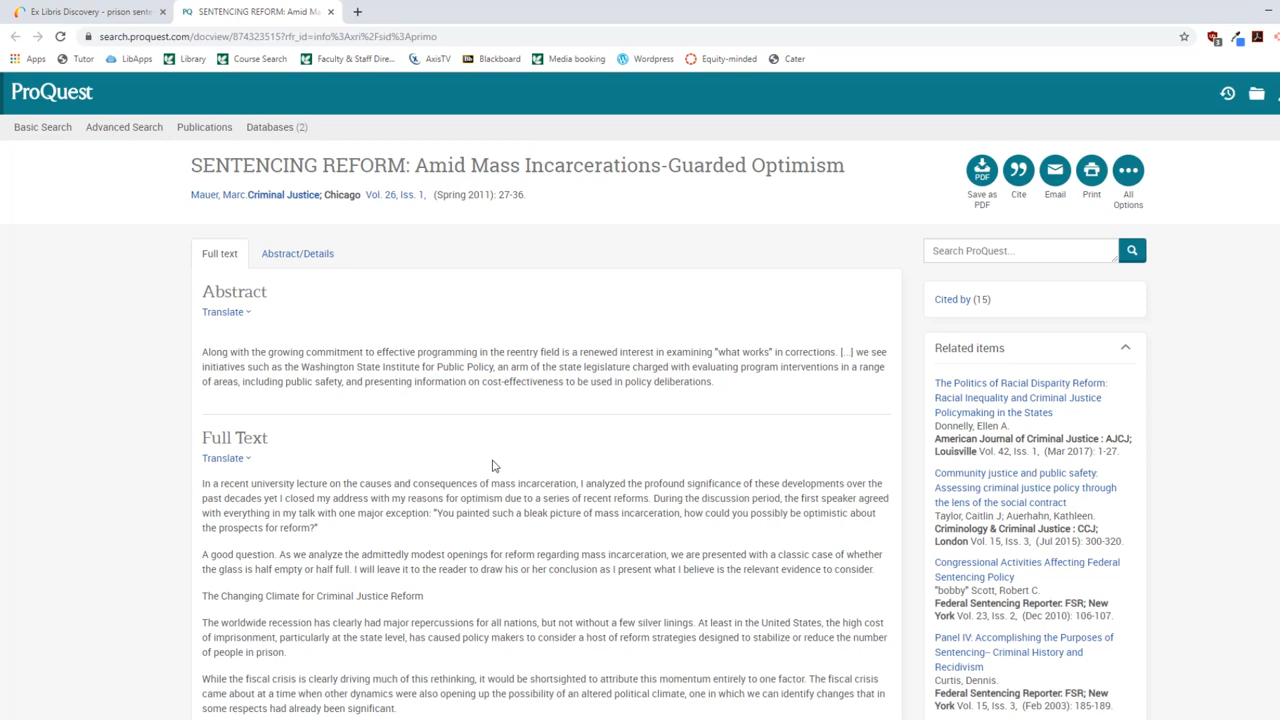 Ex Libris Discovery - prison sente
SENTENCING REFORM: Amid Ma
search.proquest.com/docview/874323515?rfr_id=info%3Axri%2Fsid%3Aprimo
Apps Tutor LibApps Library Course Search Faculty & Staff Dire... AxisTV Blackboard Media booking Wordpress Equity-minded Cater
ProQuest
Basic Search Advanced Search Publications Databases (2)
SENTENCING REFORM: Amid Mass Incarcerations-Guarded Optimism
Mauer, Marc. Criminal Justice; Chicago Vol. 26, Iss. 1, (Spring 2011): 27-36.
PDF
Save as PDF
Cite
Email
Print
All Options
Full text Abstract/Details
Abstract
Translate
Along with the growing commitment to effective programming in the reentry field is a renewed interest in examining "what works" in corrections. [...] we see
initiatives such as the Washington State Institute for Public Policy, an arm of the state legislature charged with evaluating program interventions in a range
of areas, including public safety, and presenting information on cost-effectiveness to be used in policy deliberations.
Full Text
Translate
In a recent university lecture on the causes and consequences of mass incarceration, I analyzed the profound significance of these developments over the
past decades yet I closed my address with my reasons for optimism due to a series of recent reforms. During the discussion period, the first speaker agreed
with everything in my talk with one major exception: "You painted such a bleak picture of mass incarceration, how could you possibly be optimistic about
the prospects for reform?"
A good question. As we analyze the admittedly modest openings for reform regarding mass incarceration, we are presented with a classic case of whether
the glass is half empty or half full. I will leave it to the reader to draw his or her conclusion as I present what I believe is the relevant evidence to consider.
The Changing Climate for Criminal Justice Reform
The worldwide recession has clearly had major repercussions for all nations, but not without a few silver linings. At least in the United States, the high cost
of imprisonment, particularly at the state level, has caused policy makers to consider a host of reform strategies designed to stabilize or reduce the number
of people in prison.
While the fiscal crisis is clearly driving much of this rethinking, it would be shortsighted to attribute this momentum entirely to one factor. The fiscal crisis
came about at a time when other dynamics were also opening up the possibility of an altered political climate, one in which we can identify changes that in
some respects had already been significant.
Search ProQuest...
Cited by (15)
Related items
The Politics of Racial Disparity Reform:
Racial Inequality and Criminal Justice
Policymaking in the States
Donnelly, Ellen A.
American Journal of Criminal Justice : AJCJ;
Louisville Vol. 42, Iss. 1, (Mar 2017): 1-27.
Community justice and public safety:
Assessing criminal justice policy through
the lens of the social contract
Taylor, Caitlin J; Auerhahn, Kathleen.
Criminology & Criminal Justice : CCJ;
London Vol. 15, Iss. 3, (Jul 2015): 300-320.
Congressional Activities Affecting Federal
Sentencing Policy
"bobby" Scott, Robert C.
Federal Sentencing Reporter: FSR; New
York Vol. 23, Iss. 2, (Dec 2010): 106-107.
Panel IV: Accomplishing the Purposes of
Sentencing-- Criminal History and
Recidivism
Curtis, Dennis.
Federal Sentencing Reporter: FSR; New
York Vol. 15, Iss. 3, (Feb 2003): 185-189.